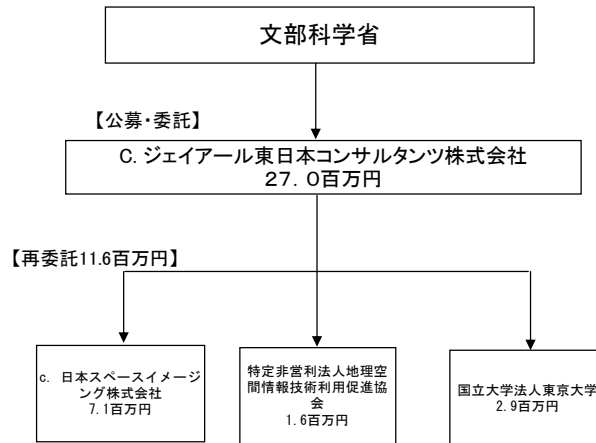 文部科学省
【公募・委託】
C. ジェイアール東日本コンサルタンツ株式会社
27. 0百万円
【再委託11.6百万円】
c. 日本スペースイメージ
ング株式会社
7.1百万円
特定非営利法人地理空
間情報技術利用促進協
会
1.6百万円
国立大学法人東京大学
2.9百万円